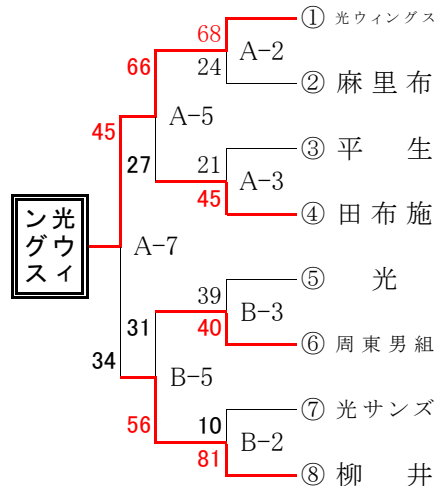 ① 光ウィングス
68
A-2
66
24
② 麻里布
A-5
45
③ 平生
27
21
A-3
45
④ 田布施
光ウィングス
A-7
⑤ 光
39
31
B-3
40
⑥ 周東男組
34
B-5
⑦ 光サンズ
56
10
B-2
81
⑧ 柳井